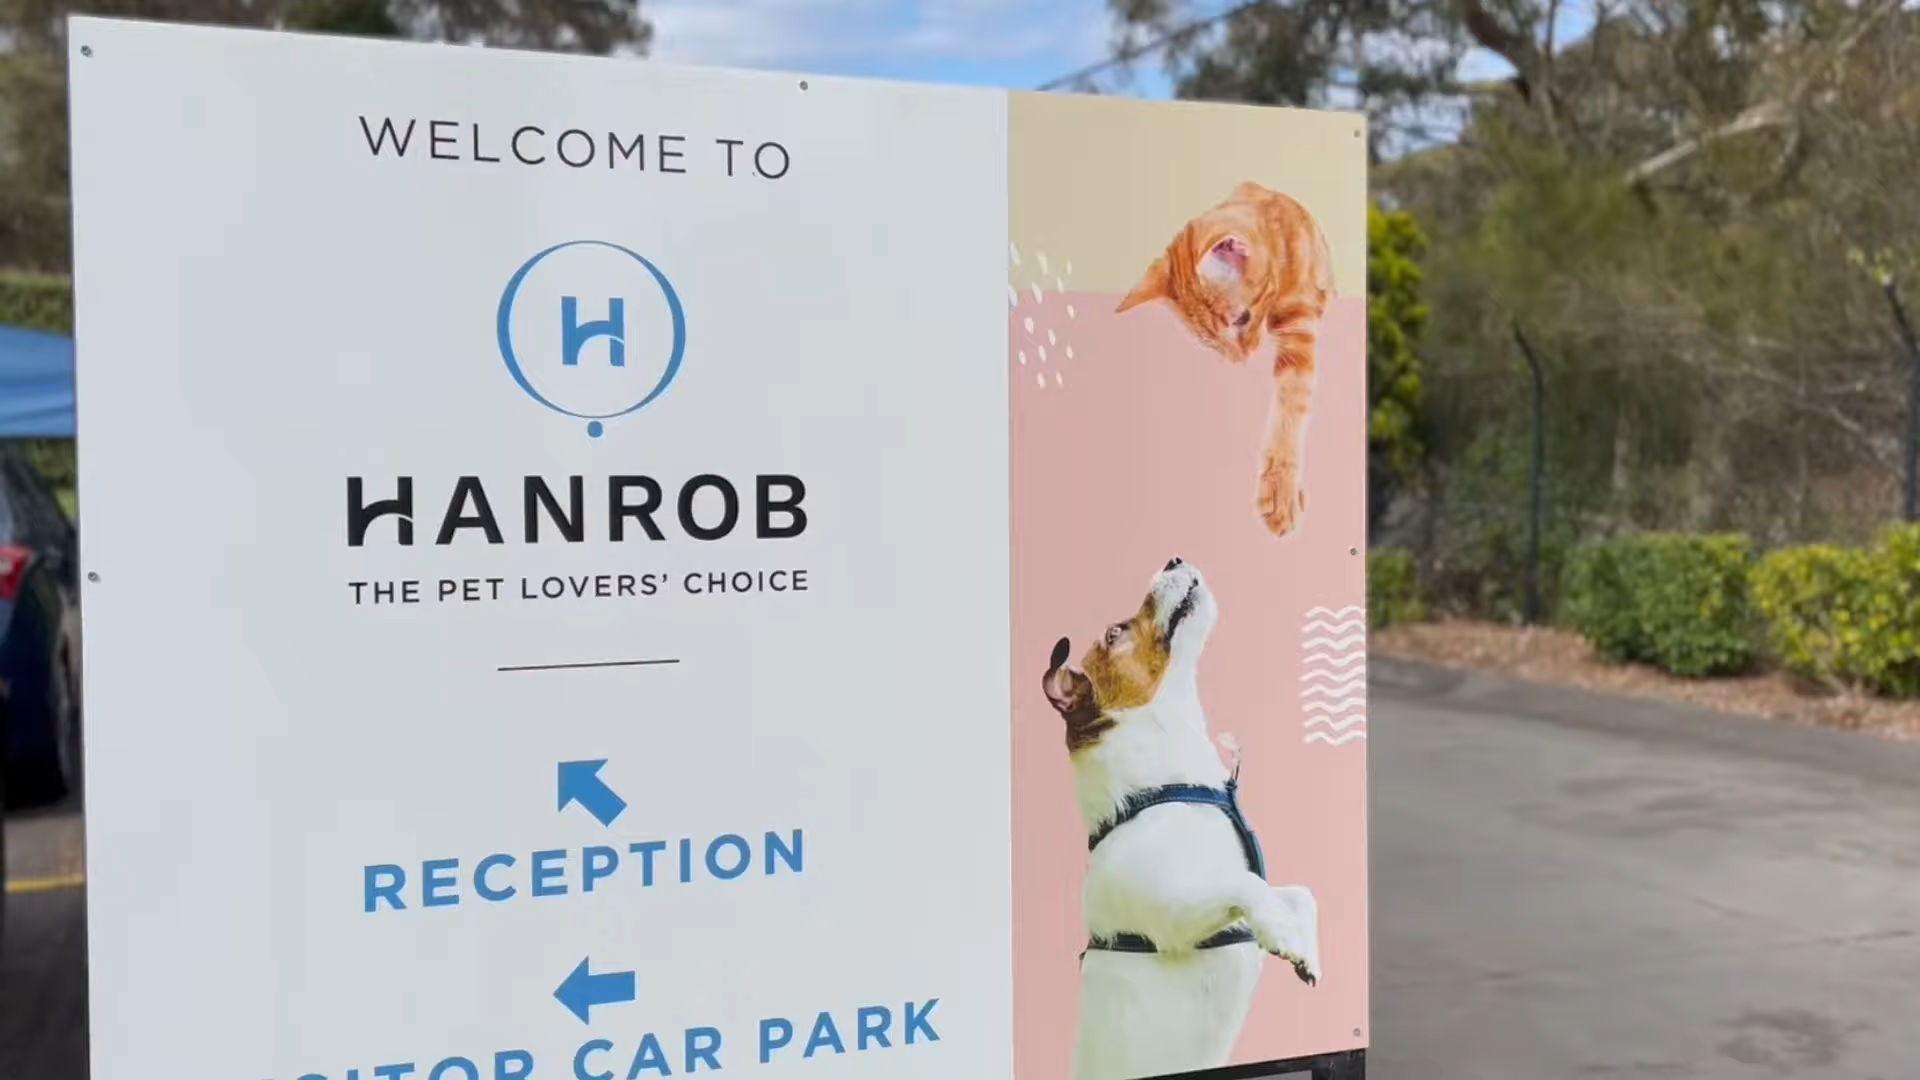 WELCOME TO
H
HANROB
THE PET LOVERS' CHOICE
RECEPTION
CAR PARK